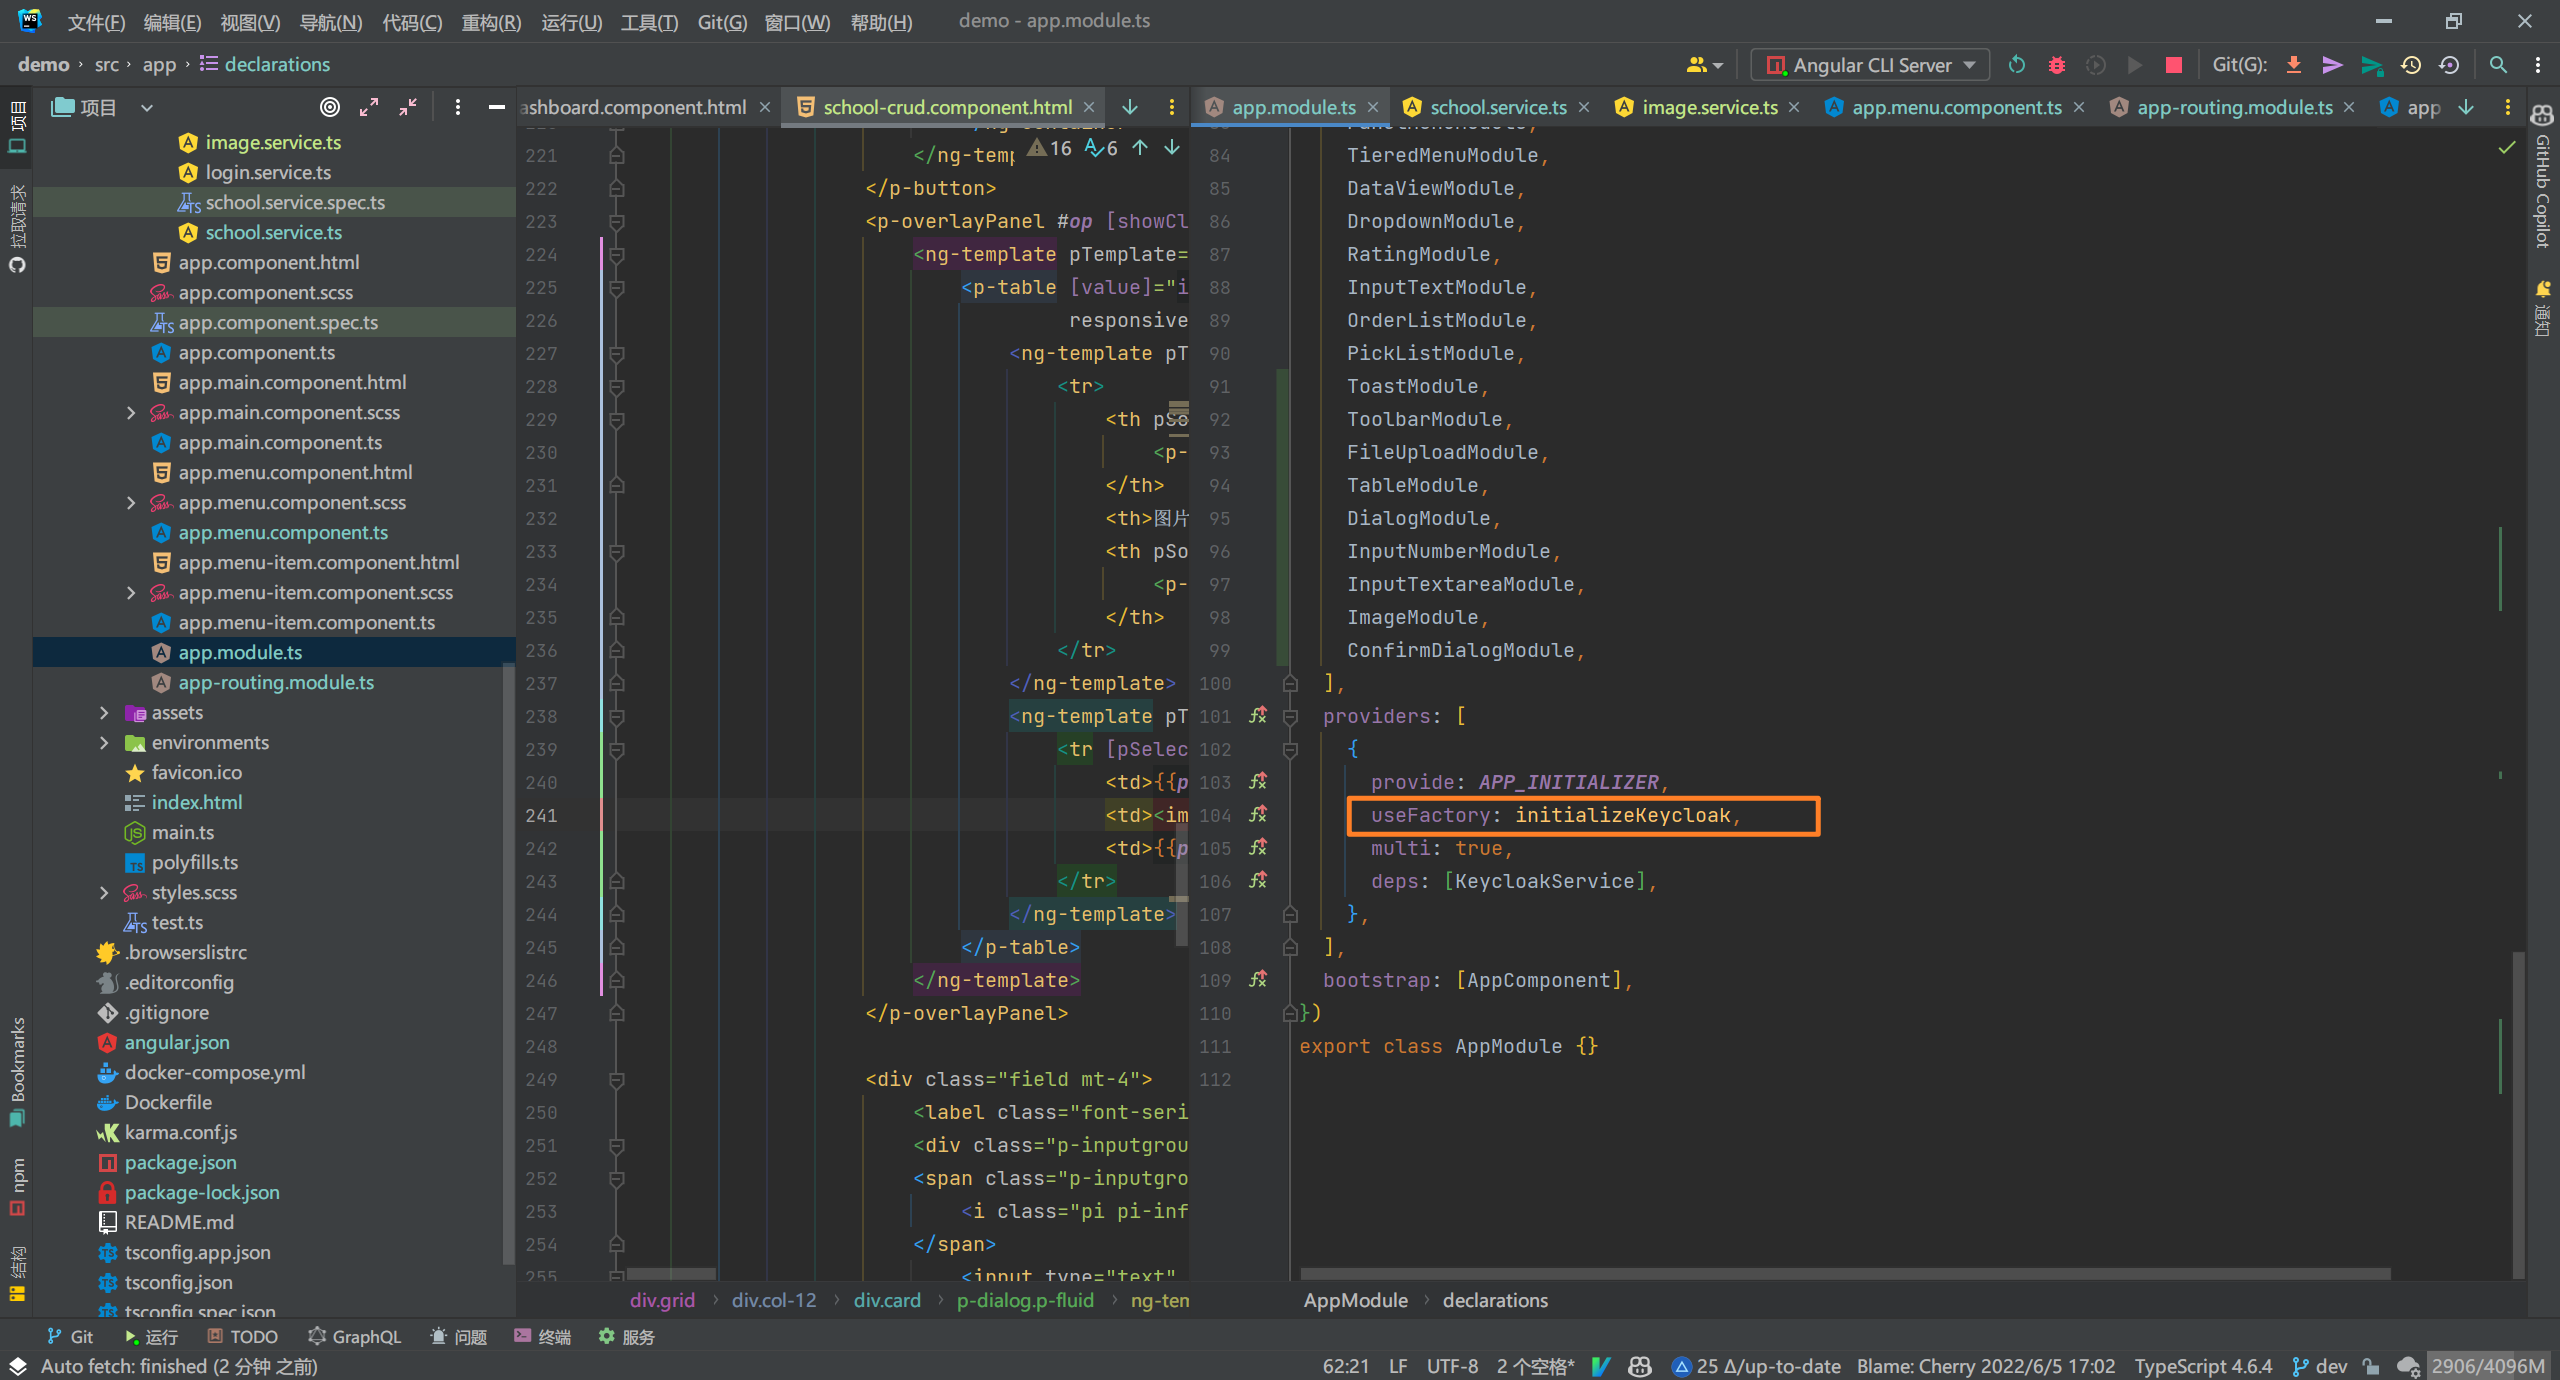 文件(F) 编辑(E) 视图(V) 导航(N) 代码(C) 重构(R) 运行(U) 工具(T) Git(G) 窗口(W) 帮助(H) demo - app.module.ts
demo › src › app › declarations
Angular CLI Server
Git(G):
项目
ashboard.component.html
school-crud.component.html
app.module.ts
school.service.ts
image.service.ts
app.menu.component.ts
app-routing.module.ts
app
项目
拉取请求
Bookmarks
npm
结构
image.service.ts
login.service.ts
school.service.spec.ts
school.service.ts
app.component.html
app.component.scss
app.component.spec.ts
app.component.ts
app.main.component.html
app.main.component.scss
app.main.component.ts
app.menu.component.html
app.menu.component.scss
app.menu.component.ts
app.menu-item.component.html
app.menu-item.component.scss
app.menu-item.component.ts
app.module.ts
app-routing.module.ts
assets
environments
favicon.ico
index.html
main.ts
polyfills.ts
styles.scss
test.ts
.browserslistrc
.editorconfig
.gitignore
angular.json
docker-compose.yml
Dockerfile
karma.conf.js
package.json
package-lock.json
README.md
tsconfig.app.json
tsconfig.json
tsconfig.spec.json
16 6
221 </ng-temp
222 </p-button>
223 <p-overlayPanel #op [showCl
224 <ng-template pTemplate=
225 <p-table [value]="i
226 responsive
227 <ng-template pT
228 <tr>
229 <th pSo
230 <p-
231 </th>
232 <th>图片
233 <th pSo
234 <p-
235 </th>
236 </tr>
237 </ng-template>
238 <ng-template pT
239 <tr [pSelec
240 <td>{{p
241 <td><im
242 <td>{{p
243 </tr>
244 </ng-template>
245 </p-table>
246 </ng-template>
247 </p-overlayPanel>
248
249 <div class="field mt-4">
250 <label class="font-seri
251 <div class="p-inputgrou
252 <span class="p-inputgro
253 <i class="pi pi-inf
254 </span>
255 <input type="text"
div.grid › div.col-12 › div.card › p-dialog.p-fluid › ng-tem
84 TieredMenuModule,
85 DataViewModule,
86 DropdownModule,
87 RatingModule,
88 InputTextModule,
89 OrderListModule,
90 PickListModule,
91 ToastModule,
92 ToolbarModule,
93 FileUploadModule,
94 TableModule,
95 DialogModule,
96 InputNumberModule,
97 InputTextareaModule,
98 ImageModule,
99 ConfirmDialogModule,
100 ],
101 providers: [
102 {
103 provide: APP_INITIALIZER,
104 useFactory: initializeKeycloak,
105 multi: true,
106 deps: [KeycloakService],
107 },
108 ],
109 bootstrap: [AppComponent],
110 })
111 export class AppModule {}
112
AppModule › declarations
GitHub Copilot
通知
Git 运行 TODO GraphQL 问题 终端 服务
Auto fetch: finished (2 分钟 之前)
62:21 LF UTF-8 2 个空格* 25 Δ/up-to-date Blame: Cherry 2022/6/5 17:02 TypeScript 4.6.4 dev 2906/4096M